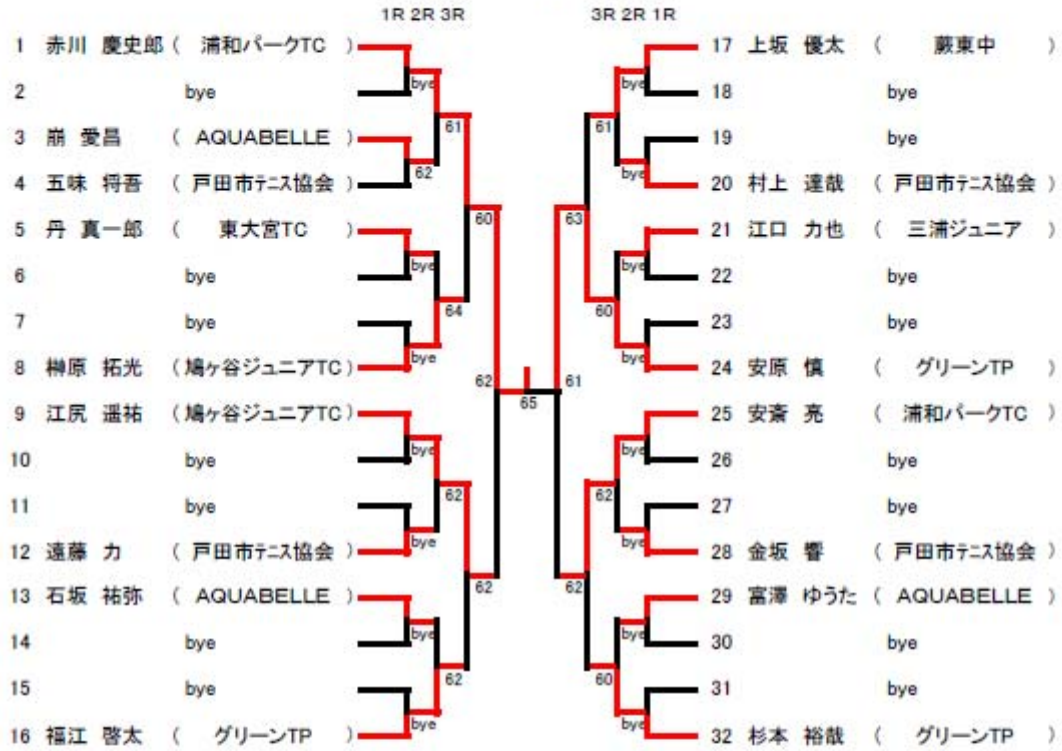 1R 2R 3R 3R 2R 1R
1 赤川 慶史郎 ( 浦和パークTC ) 17 上坂 優太 ( 蕨東中 )
bye bye
2 bye 18 bye
61 61
3 崩 愛昌 ( AQUABELLE ) 19 bye
62 bye
4 五味 将吾 ( 戸田市テニス協会 ) 20 村上 達哉 ( 戸田市テニス協会 )
60 63
5 丹 真一郎 ( 東大宮TC ) 21 江口 力也 ( 三浦ジュニア )
bye bye
6 bye 22 bye
64 60
7 bye 23 bye
bye bye
8 榊原 拓光 ( 鳩ヶ谷ジュニアTC ) 24 安原 慎 ( グリーンTP )
62 65 61
9 江尻 遥祐 ( 鳩ヶ谷ジュニアTC ) 25 安斎 亮 ( 浦和パークTC )
bye bye
10 bye 26 bye
62 62
11 bye 27 bye
bye bye
12 遠藤 力 ( 戸田市テニス協会 ) 28 金坂 響 ( 戸田市テニス協会 )
62 62
13 石坂 祐弥 ( AQUABELLE ) 29 富澤 ゆうた ( AQUABELLE )
bye bye
14 bye 30 bye
62 60
15 bye 31 bye
bye bye
16 福江 啓太 ( グリーンTP ) 32 杉本 裕哉 ( グリーンTP )